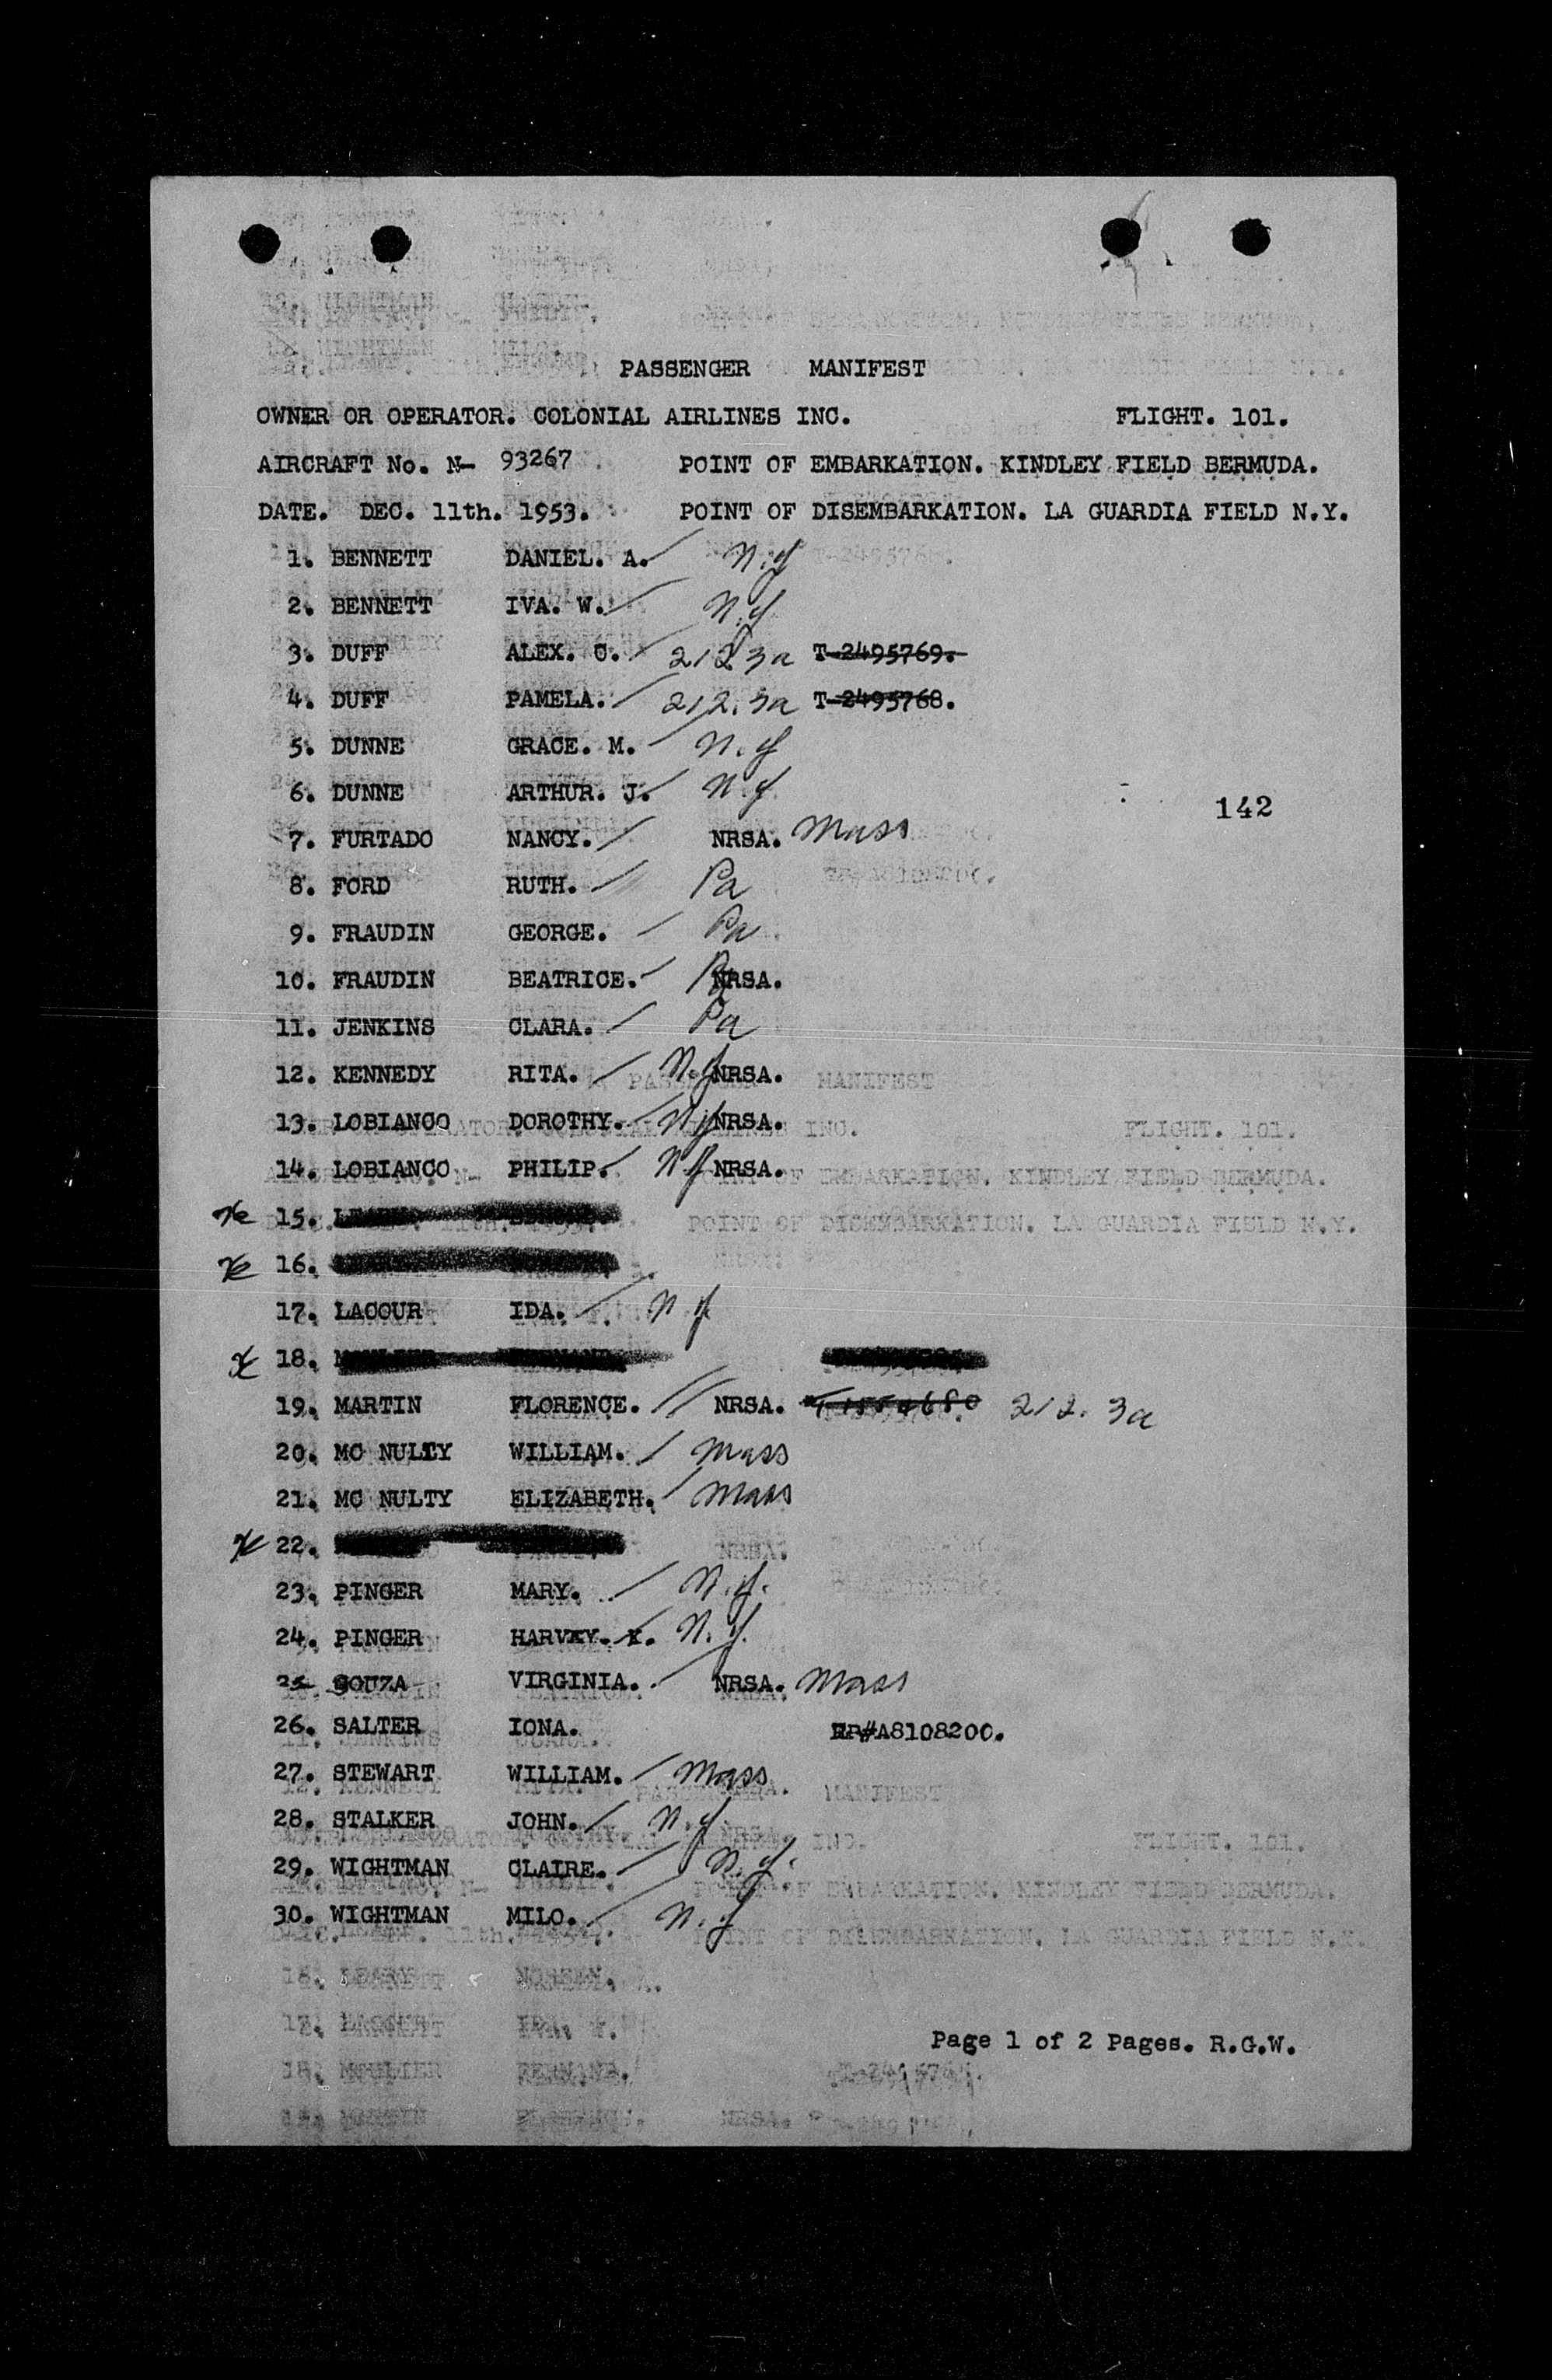 PASSENGER MANIFEST
OWNER OR OPERATOR. COLONIAL AIRLINES INC. FLIGHT. 101.
AIRCRAFT No. N- 93267 POINT OF EMBARKATION. KINDLEY FIELD BERMUDA.
DATE. DEC. 11th. 1953. POINT OF DISEMBARKATION. LA GUARDIA FIELD N.Y.
1. BENNETT DANIEL. A. N.Y
2. BENNETT IVA. W. N.Y
3. DUFF ALEX. C. 212 3a T-2495769.
4. DUFF PAMELA. 212.3a T-2495768.
5. DUNNE GRACE. M. N.Y
6. DUNNE ARTHUR. J. N.Y.
142
7. FURTADO NANCY. NRSA. Mass
8. FORD RUTH. Pa
9. FRAUDIN GEORGE. Pa
10. FRAUDIN BEATRICE. Pa NRSA.
11. JENKINS CLARA. Pa
12. KENNEDY RITA. N.Y NRSA.
13. LOBIANCO DOROTHY. N.Y NRSA.
14. LOBIANCO PHILIP. N.Y NRSA.
15.
16.
17. LACOUR IDA. N.Y
18.
19. MARTIN FLORENCE. NRSA. 212. 3a
20. MC NULTY WILLIAM. Mass
21. MC NULTY ELIZABETH. Mass
22.
23. PINGER MARY. N.Y.
24. PINGER HARVEY. N.Y.
25 SOUZA VIRGINIA. NRSA. Mass
26. SALTER IONA. RP#A8108200.
27. STEWART WILLIAM. Mass
28. STALKER JOHN. N.Y
29. WIGHTMAN CLAIRE. N.Y.
30. WIGHTMAN MILO. N.Y
Page 1 of 2 Pages. R.G.W.